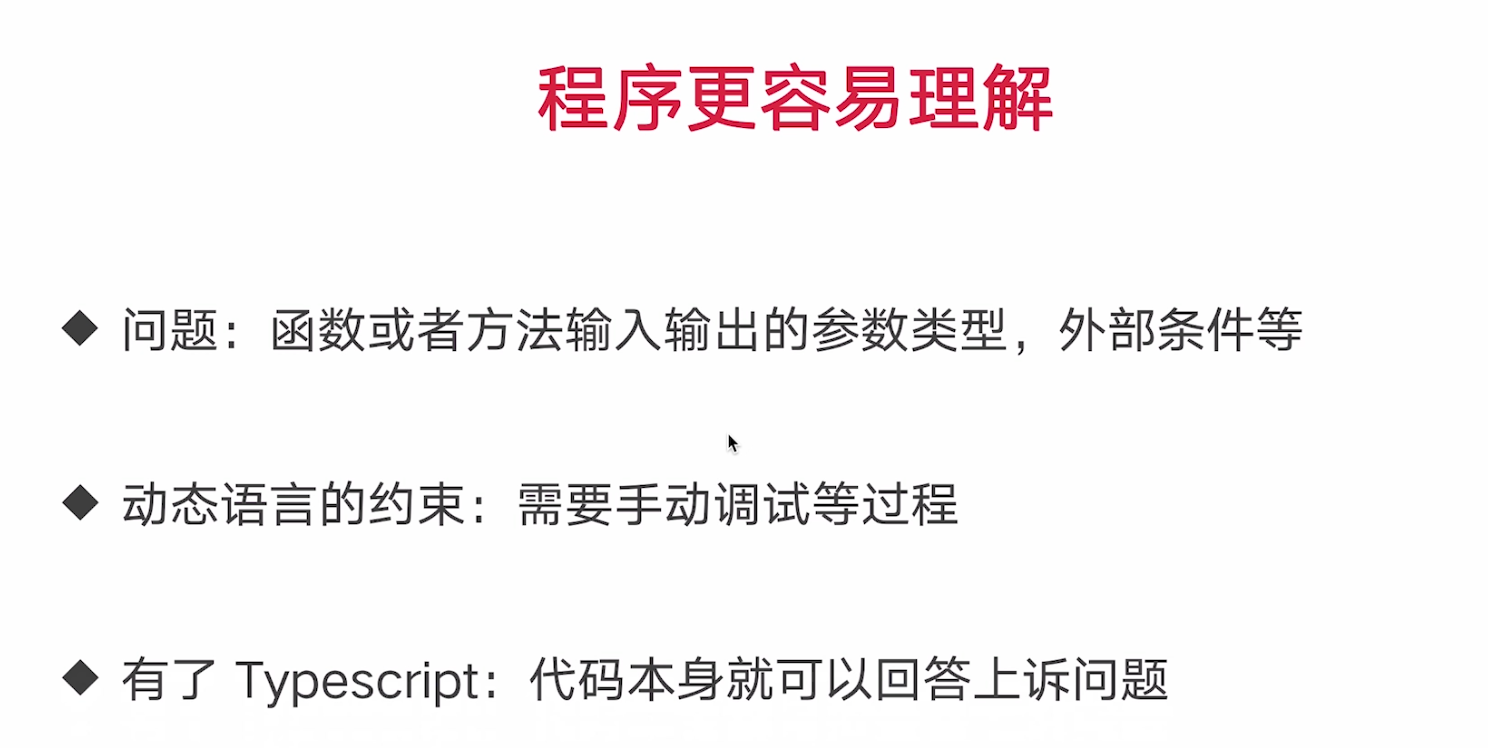 程序更容易理解
◆ 问题：函数或者方法输入输出的参数类型，外部条件等
◆ 动态语言的约束：需要手动调试等过程
◆ 有了 Typescript：代码本身就可以回答上诉问题